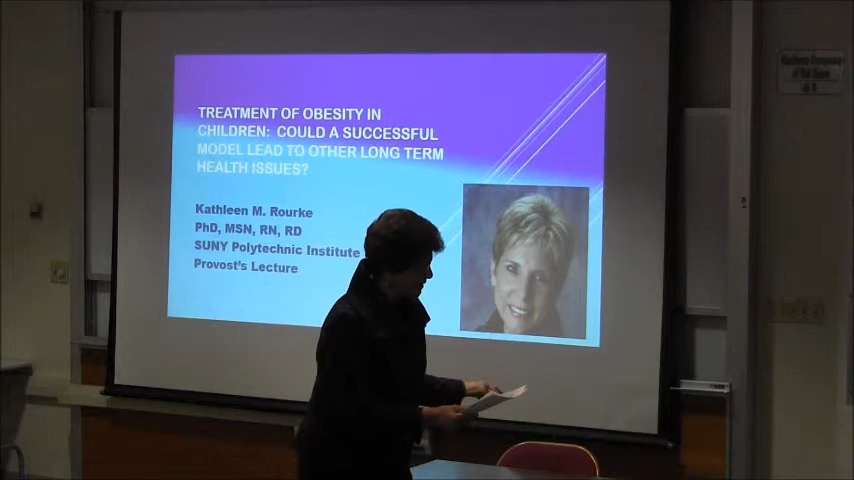 TREATMENT OF OBESITY IN
CHILDREN: COULD A SUCCESSFUL
MODEL LEAD TO OTHER LONG TERM
HEALTH ISSUES?
Kathleen M. Rourke
PhD, MSN, RN, RD
SUNY Polytechnic Institute
Provost's Lecture